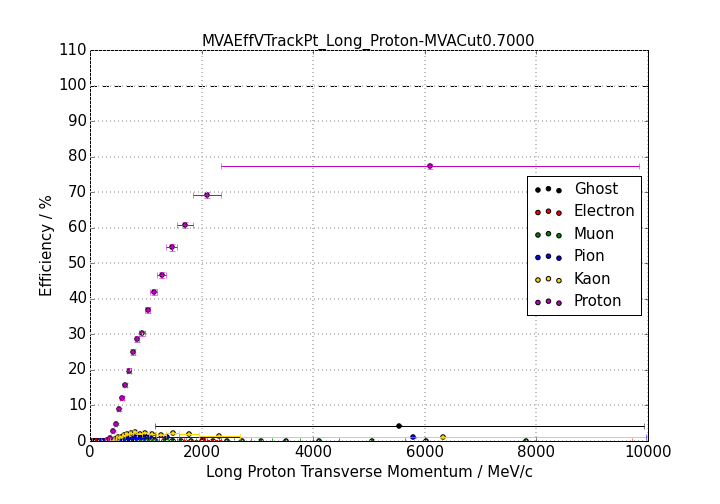 MVAEffVTrackPt_Long_Proton-MVACut0.7000
110
100
90
80
70
60
50
40
30
20
10
0
Efficiency / %
Ghost
Electron
Muon
Pion
Kaon
Proton
0 2000 4000 6000 8000 10000
Long Proton Transverse Momentum / MeV/c